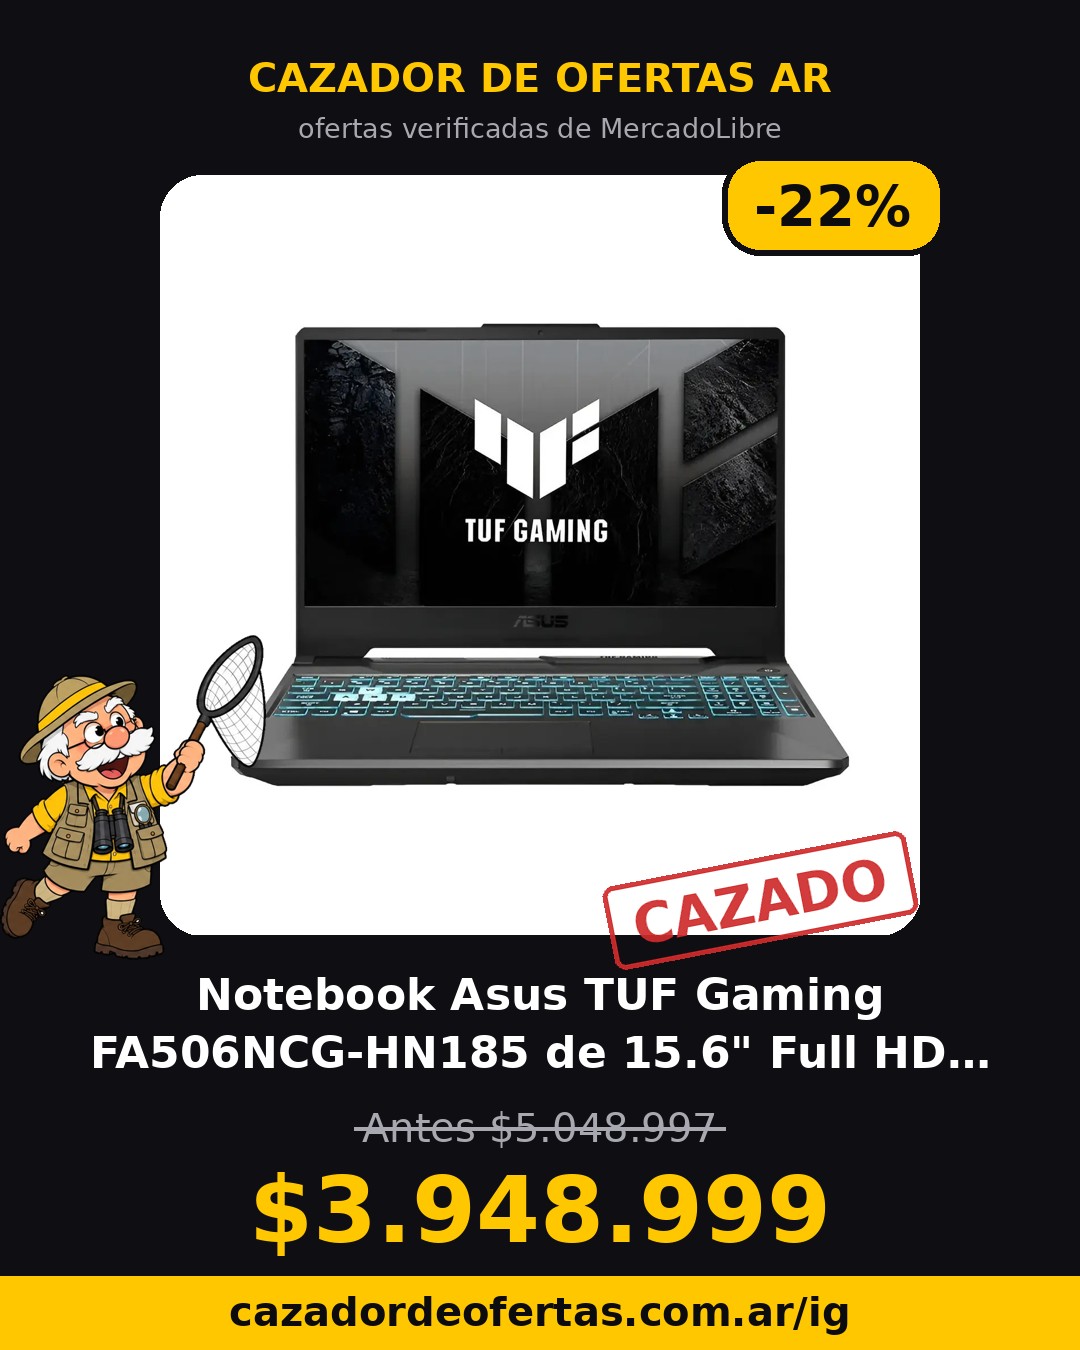 CAZADOR DE OFERTAS AR
ofertas verificadas de MercadoLibre
-22%
TUF GAMING
ASUS
CAZADO
Notebook Asus TUF Gaming
FA506NCG-HN185 de 15.6" Full HD...
Antes $5.048.997
$3.948.999
cazadordeofertas.com.ar/ig